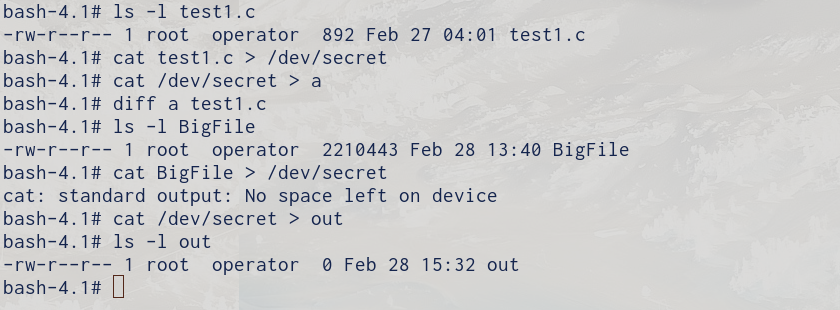 bash-4.1# ls -l test1.c
-rw-r--r-- 1 root  operator  892 Feb 27 04:01 test1.c
bash-4.1# cat test1.c > /dev/secret
bash-4.1# cat /dev/secret > a
bash-4.1# diff a test1.c
bash-4.1# ls -l BigFile
-rw-r--r-- 1 root  operator  2210443 Feb 28 13:40 BigFile
bash-4.1# cat BigFile > /dev/secret
cat: standard output: No space left on device
bash-4.1# cat /dev/secret > out
bash-4.1# ls -l out
-rw-r--r-- 1 root  operator  0 Feb 28 15:32 out
bash-4.1#